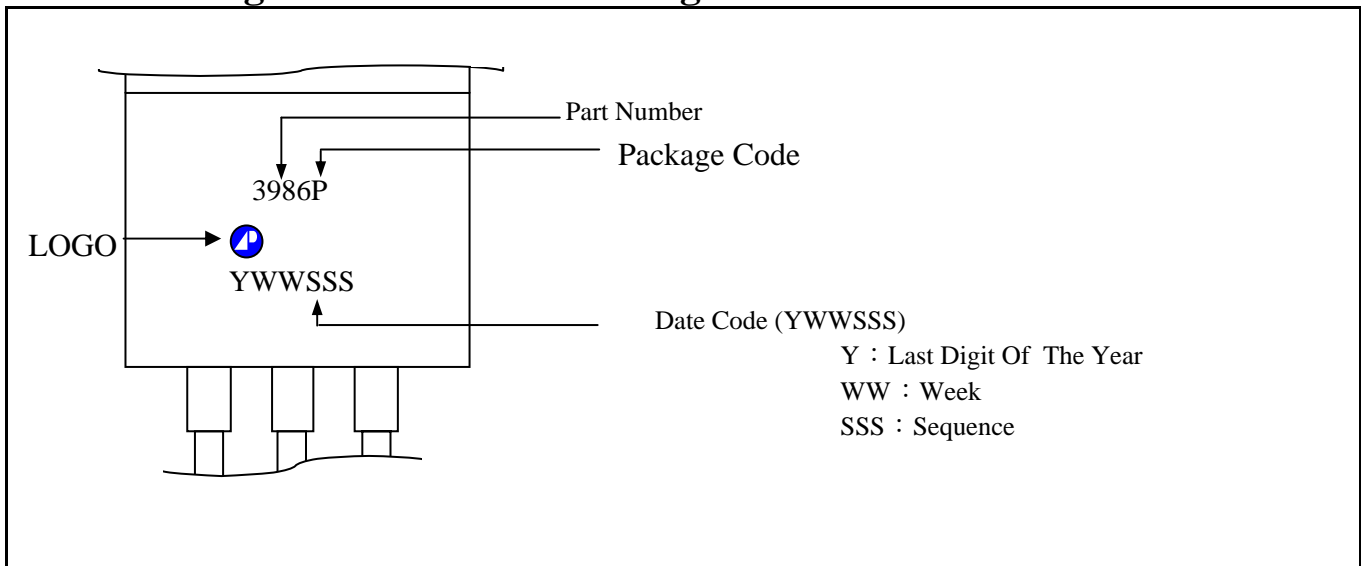 Part Number
Package Code
3986P
LOGO
YWWSSS
Date Code (YWWSSS)
Y：Last Digit Of The Year
WW：Week
SSS：Sequence